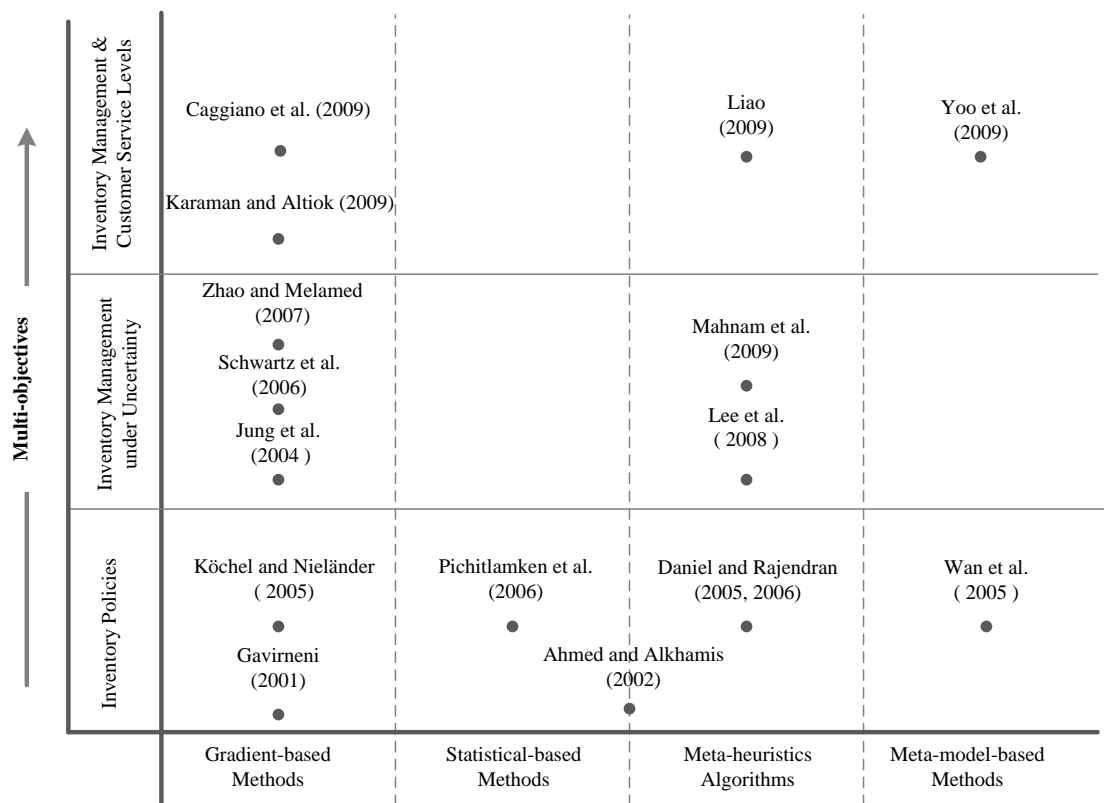 Multi-objectives
Inventory Management &
Customer Service Levels
Caggiano et al. (2009)
Karaman and Altiok (2009)
Liao
(2009)
Yoo et al.
(2009)
Inventory Management
under Uncertainty
Zhao and Melamed
(2007)
Schwartz et al.
(2006)
Jung et al.
(2004 )
Mahnam et al.
(2009)
Lee et al.
( 2008 )
Inventory Policies
Köchel and Nieländer
( 2005)
Gavirneni
(2001)
Pichitlamken et al.
(2006)
Ahmed and Alkhamis
(2002)
Daniel and Rajendran
(2005, 2006)
Wan et al.
( 2005 )
Gradient-based
Methods
Statistical-based
Methods
Meta-heuristics
Algorithms
Meta-model-based
Methods